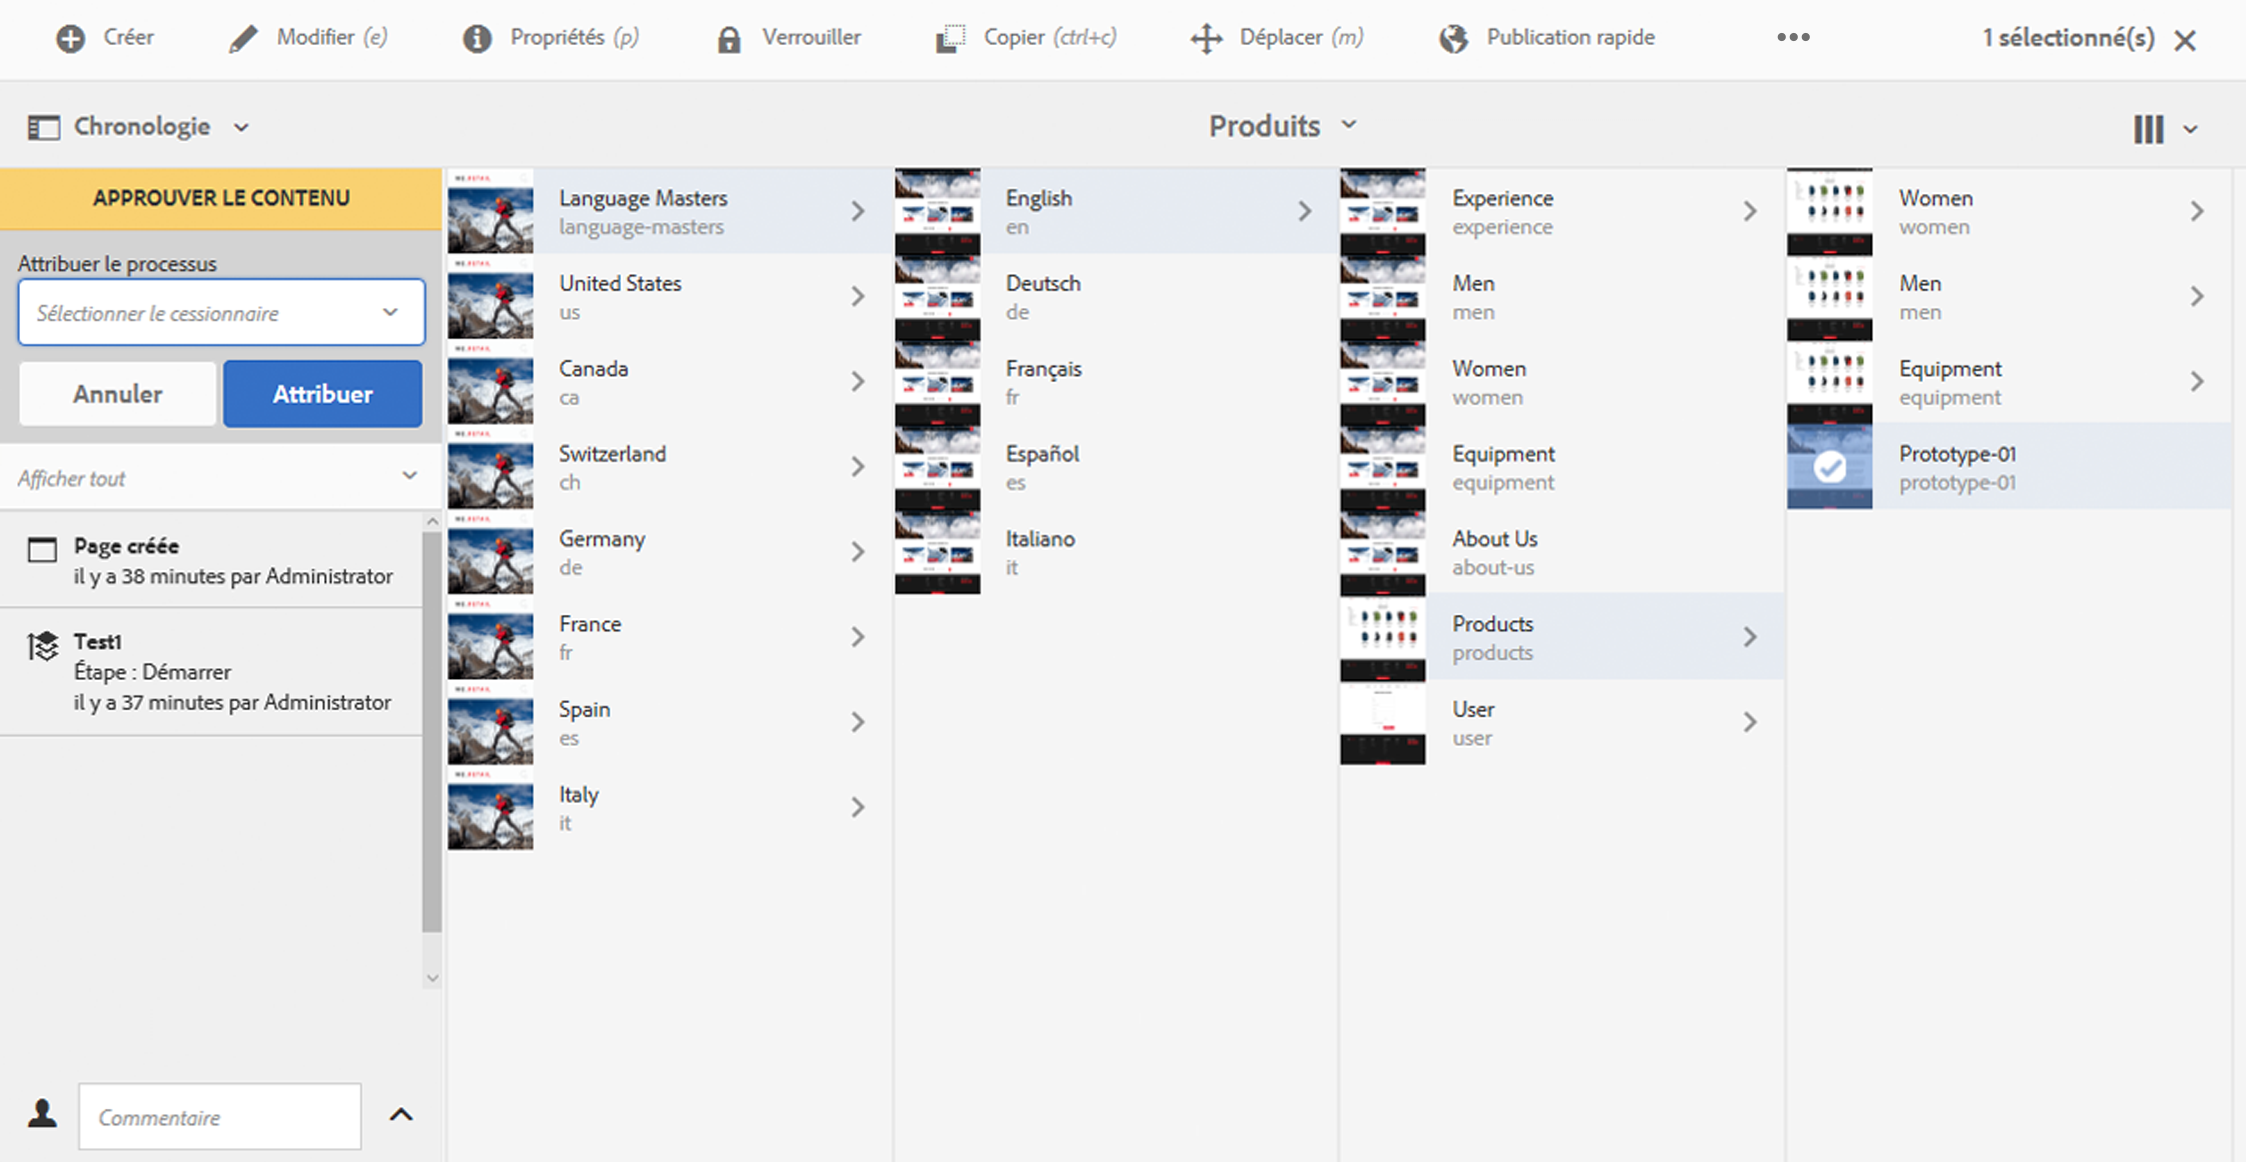 Créer
Modifier (e)
Propriétés (p)
Verrouiller
Copier (ctrl+c)
Déplacer (m)
Publication rapide
1 sélectionné(s)
Chronologie
Produits
APPROUVER LE CONTENU
Attribuer le processus
Sélectionner le cessionnaire
Annuler
Attribuer
Afficher tout
Page créée
il y a 38 minutes par Administrator
Test1
Étape : Démarrer
il y a 37 minutes par Administrator
Commentaire
Language Masters
language-masters
United States
us
Canada
ca
Switzerland
ch
Germany
de
France
fr
Spain
es
Italy
it
English
en
Deutsch
de
Français
fr
Español
es
Italiano
it
Experience
experience
Men
men
Women
women
Equipment
equipment
About Us
about-us
Products
products
User
user
Women
women
Men
men
Equipment
equipment
Prototype-01
prototype-01